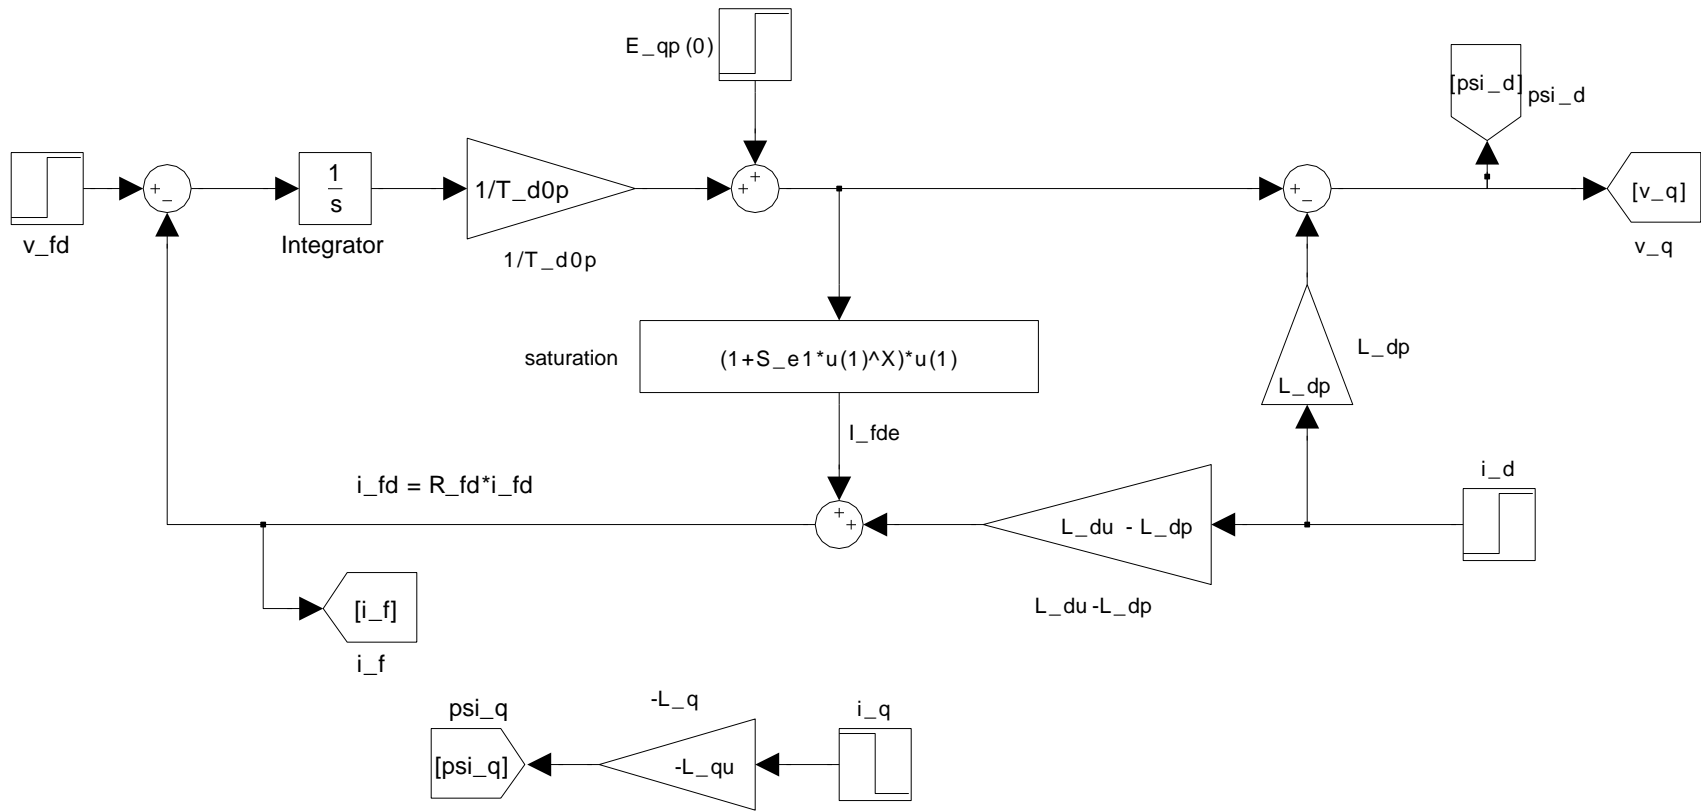 E_qp(0)
[psi_d]
psi_d
+
-
1
s
1/T_d0p
+
+
+
-
[v_q]
v_fd
Integrator
1/T_d0p
v_q
saturation
(1+S_e1*u(1)^X)*u(1)
L_dp
L_dp
I_fde
i_fd = R_fd*i_fd
i_d
+
+
L_du - L_dp
[i_f]
L_du-L_dp
i_f
psi_q
-L_q
i_q
[psi_q]
-L_qu